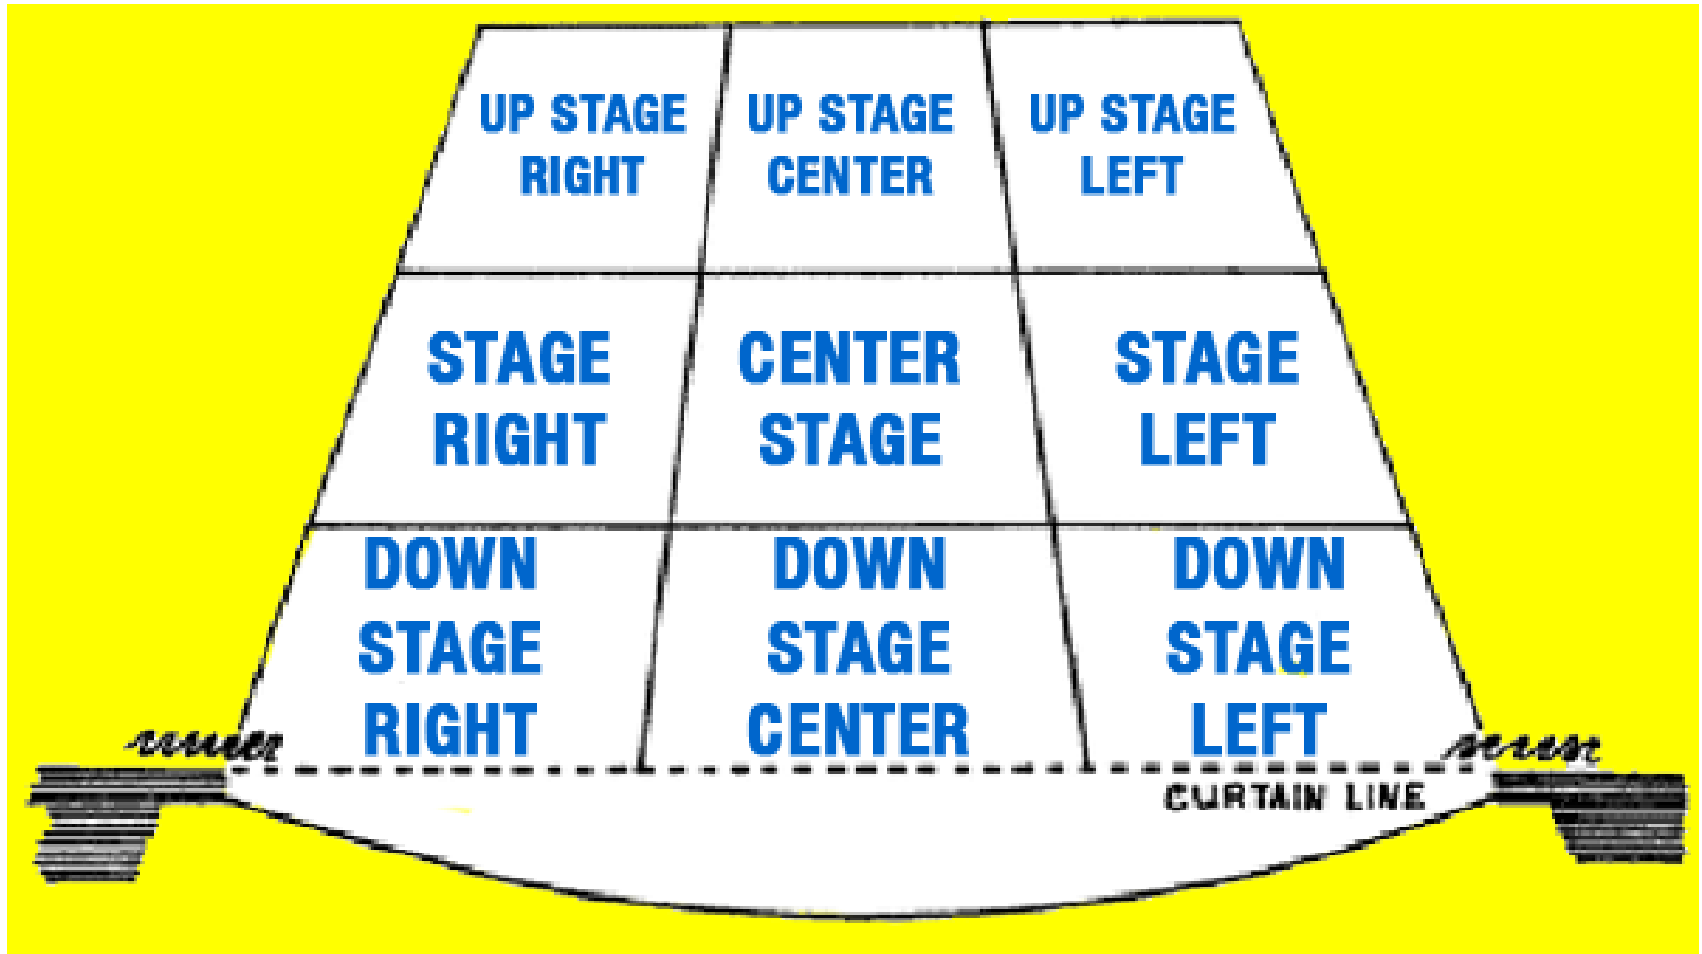 UP STAGE
RIGHT
UP STAGE
CENTER
UP STAGE
LEFT
STAGE
RIGHT
CENTER
STAGE
STAGE
LEFT
DOWN
STAGE
RIGHT
DOWN
STAGE
CENTER
DOWN
STAGE
LEFT
CURTAIN LINE